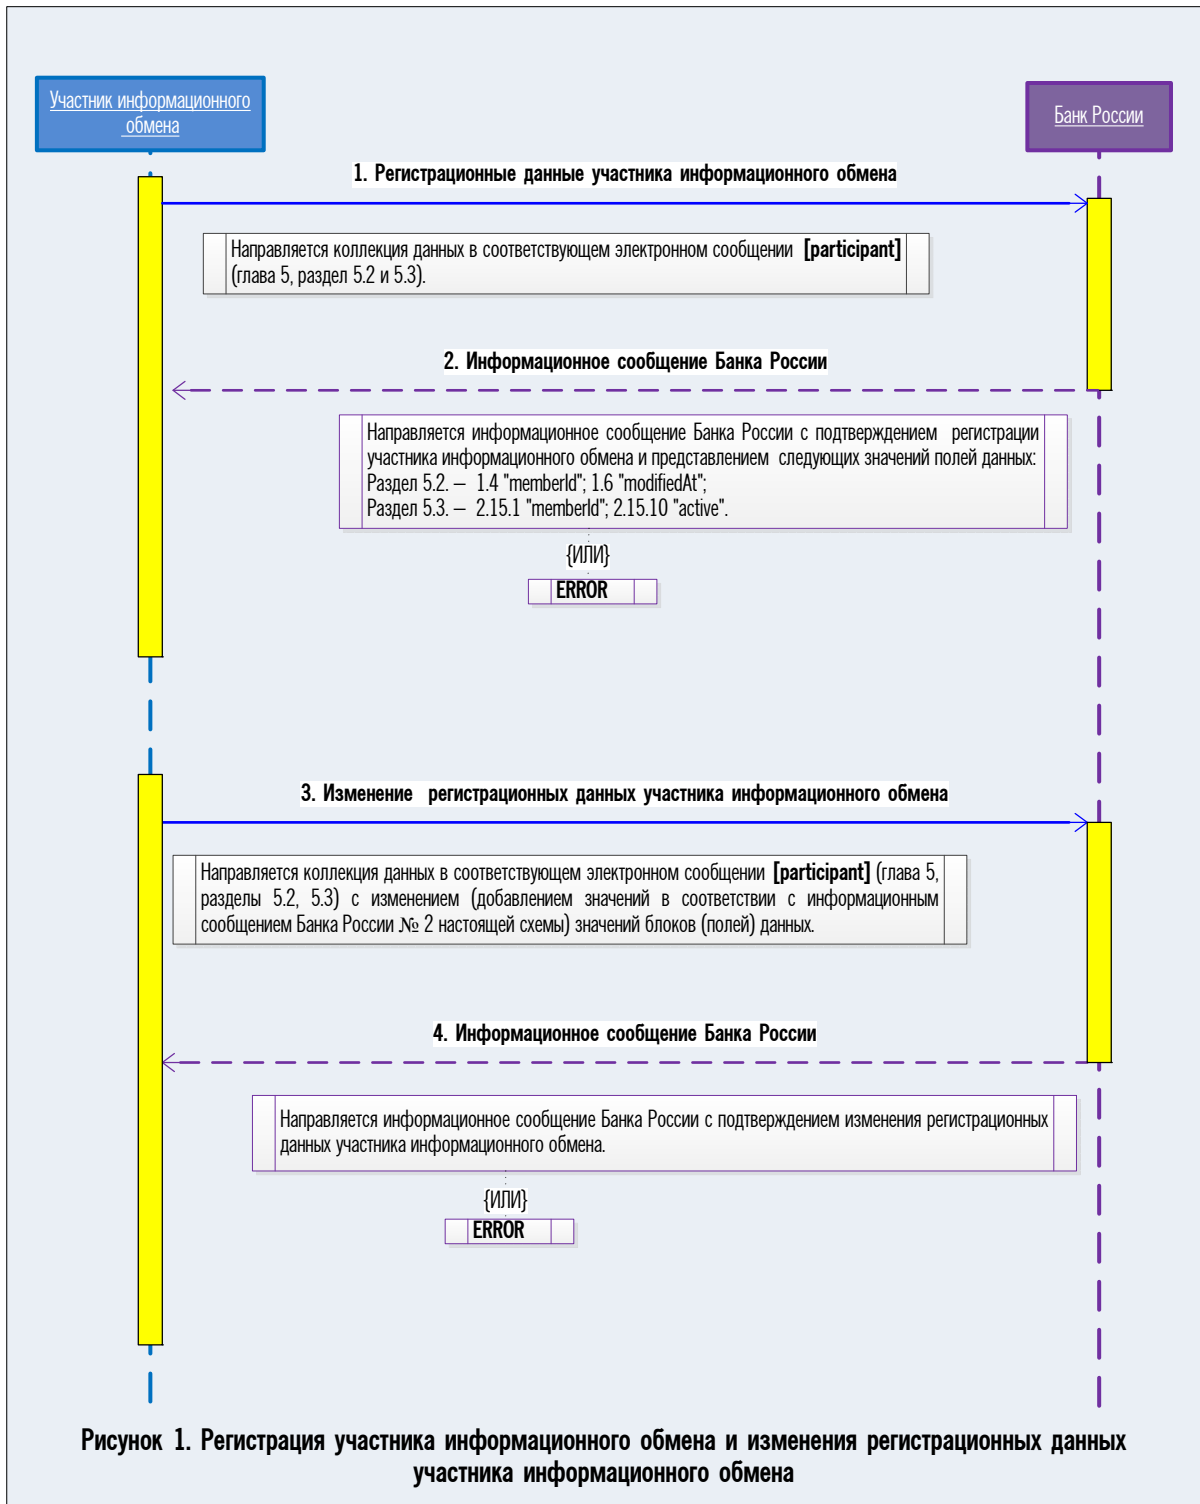 Участник информационного
обмена
Банк России
1. Регистрационные данные участника информационного обмена
Направляется коллекция данных в соответствующем электронном сообщении [participant]
(глава 5, раздел 5.2 и 5.3).
2. Информационное сообщение Банка России
Направляется информационное сообщение Банка России с подтверждением регистрации
участника информационного обмена и представлением следующих значений полей данных:
Раздел 5.2. – 1.4 "memberId"; 1.6 "modifiedAt";
Раздел 5.3. – 2.15.1 "memberId"; 2.15.10 "active".
{ИЛИ}
ERROR
3. Изменение регистрационных данных участника информационного обмена
Направляется коллекция данных в соответствующем электронном сообщении [participant] (глава 5,
разделы 5.2, 5.3) с изменением (добавлением значений в соответствии с информационным
сообщением Банка России № 2 настоящей схемы) значений блоков (полей) данных.
4. Информационное сообщение Банка России
Направляется информационное сообщение Банка России с подтверждением изменения регистрационных
данных участника информационного обмена.
{ИЛИ}
ERROR
Рисунок 1. Регистрация участника информационного обмена и изменения регистрационных данных
участника информационного обмена